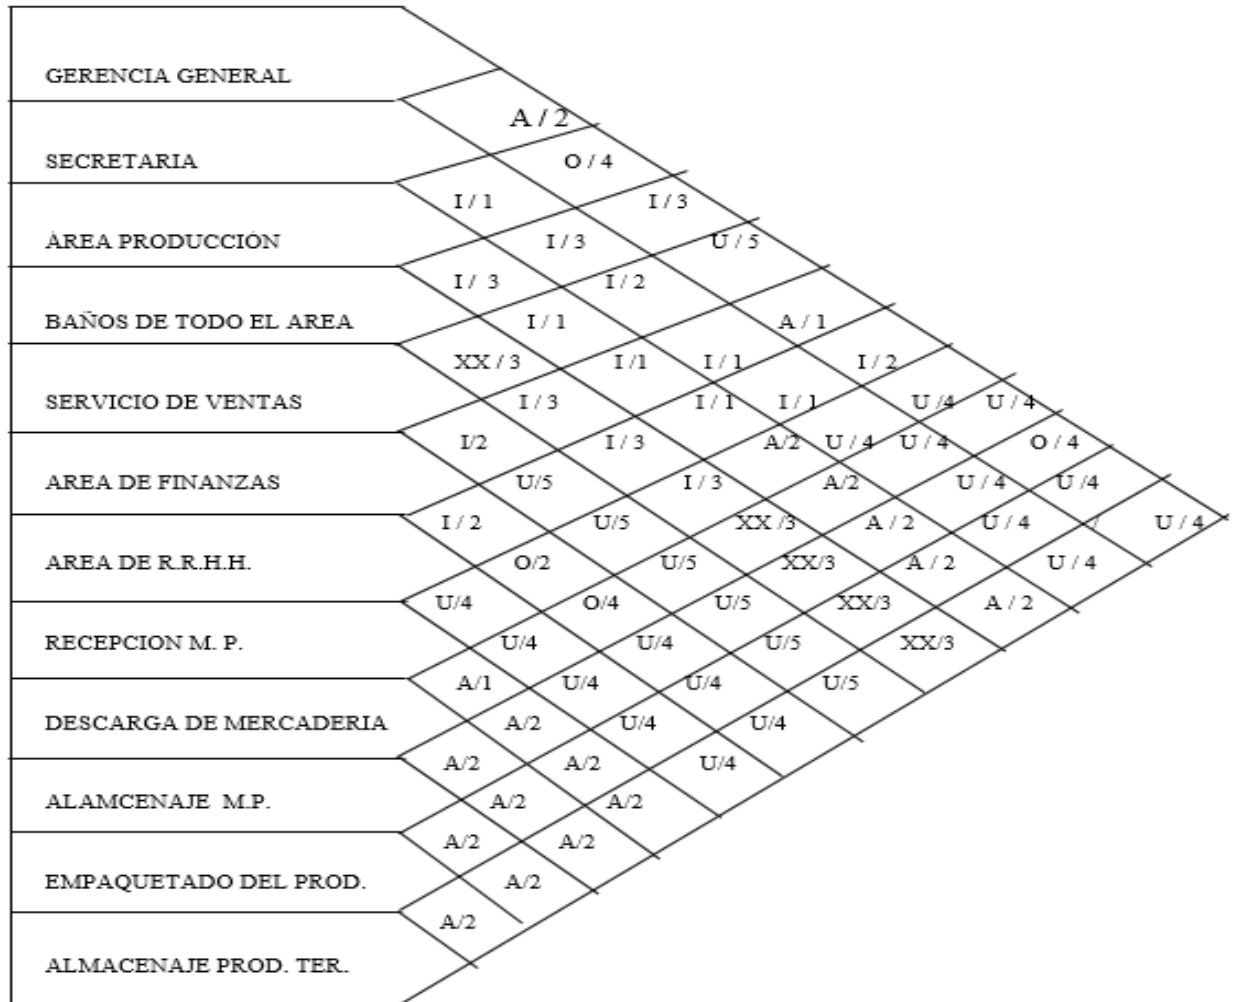 GERENCIA GENERAL
A / 2
SECRETARIA
O / 4
I / 1
I / 3
ÁREA PRODUCCIÓN
I / 3
U / 5
I / 3
I / 2
BAÑOS DE TODO EL AREA
I / 1
A / 1
XX / 3
I /1
I / 1
I / 2
SERVICIO DE VENTAS
I / 3
I / 1
I / 1
U /4
U / 4
I/2
I / 3
A/2
U / 4
U / 4
O / 4
AREA DE FINANZAS
U/5
I / 3
A/2
U / 4
U / 4
I / 2
U/5
XX /3
A / 2
U / 4
/
U / 4
AREA DE R.R.H.H.
O/2
U/5
XX/3
A / 2
U / 4
U/4
O/4
U/5
XX/3
A / 2
RECEPCION M. P.
U/4
U/4
U/5
XX/3
A/1
U/4
U/4
U/5
DESCARGA DE MERCADERIA
A/2
U/4
U/4
A/2
A/2
U/4
ALAMCENAJE M.P.
A/2
A/2
A/2
A/2
EMPAQUETADO DEL PROD.
A/2
A/2
ALMACENAJE PROD. TER.